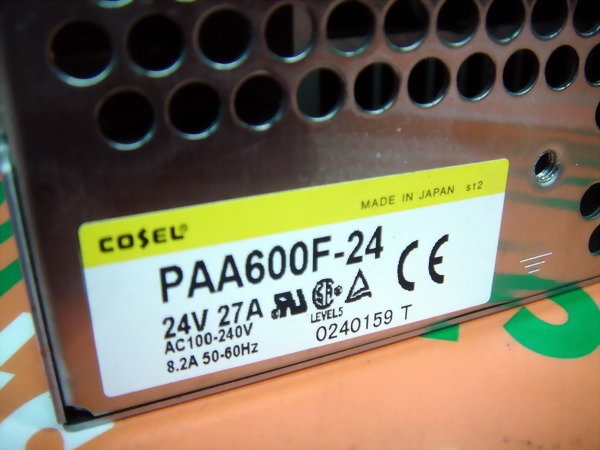 MADE IN JAPAN st2
COSEL
PAA600F-24
24V 27A
AC100-240V
8.2A 50-60Hz
LEVEL5
0240159 T
CE